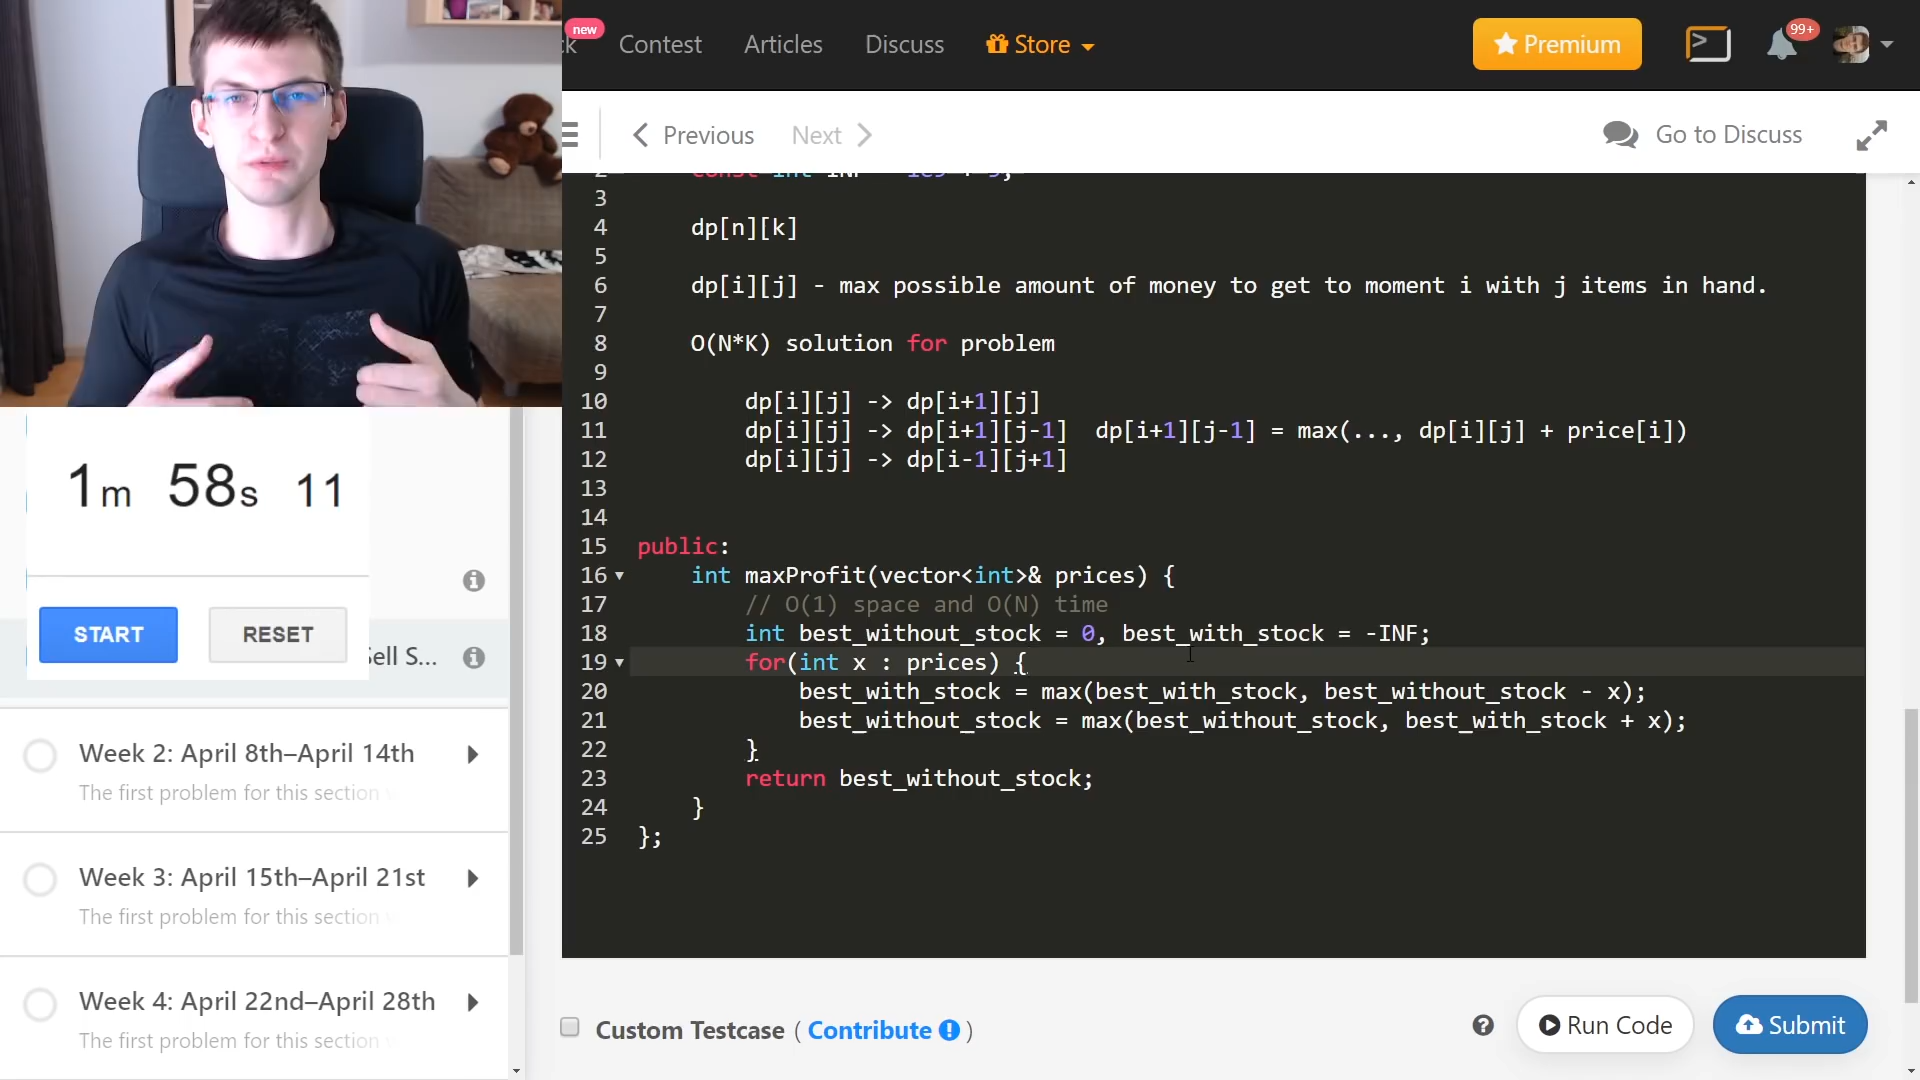 new
k
Contest
Articles
Discuss
Store
Premium
99+
Previous
Next
Go to Discuss
3
4 dp[n][k]
5
6 dp[i][j] - max possible amount of money to get to moment i with j items in hand.
7
8 O(N*K) solution for problem
9
10 dp[i][j] -> dp[i+1][j]
11 dp[i][j] -> dp[i+1][j-1] dp[i+1][j-1] = max(..., dp[i][j] + price[i])
12 dp[i][j] -> dp[i-1][j+1]
13
14
15 public:
16 int maxProfit(vector<int>& prices) {
17 // O(1) space and O(N) time
18 int best_without_stock = 0, best_with_stock = -INF;
19 for(int x : prices) {
20 best_with_stock = max(best_with_stock, best_without_stock - x);
21 best_without_stock = max(best_without_stock, best_with_stock + x);
22 }
23 return best_without_stock;
24 }
25 };
1m 58s 11
START
RESET
Sell S...
Week 2: April 8th–April 14th
The first problem for this section
Week 3: April 15th–April 21st
The first problem for this section
Week 4: April 22nd–April 28th
The first problem for this section
Custom Testcase ( Contribute )
Run Code
Submit